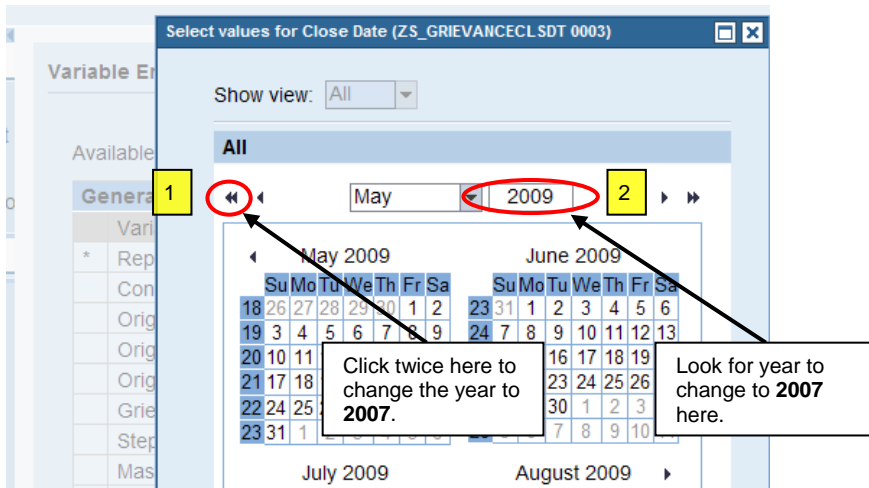 Select values for Close Date (ZS_GRIEVANCECLSDT 0003)
Variable En
Show view: All
Available
All
1
2
May 2009
Genera
Vari
* Rep
Con
Orig
Orig
Orig
Grie
Step
Mas
May 2009
Su Mo Tu We Th Fr Sa
18 26 27 28 29 30 1 2
19 3 4 5 6 7 8 9
20 10 11
21 17 18
22 24 25
23 31 1
June 2009
Su Mo Tu We Th Fr Sa
23 31 1 2 3 4 5 6
24 7 8 9 10 11 12 13
16 17 18 19
23 24 25 26
30 1 2 3
7 8 9 10
Click twice here to
change the year to
2007.
Look for year to
change to 2007
here.
July 2009
August 2009